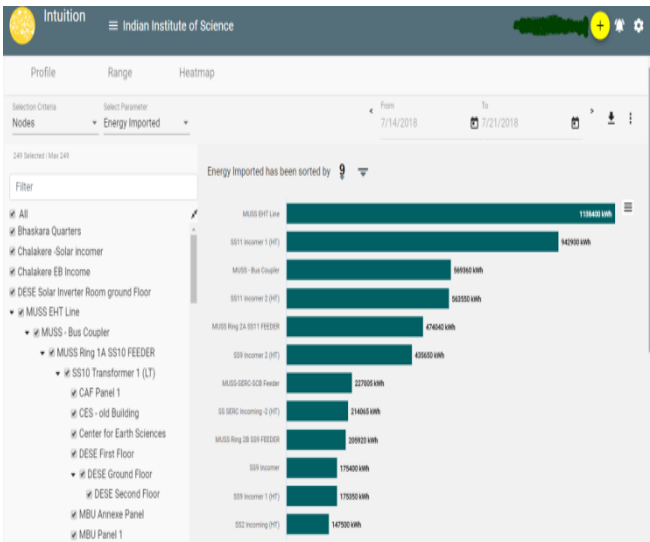 Intuition
Indian Institute of Science
Profile Range Heatmap
Selection Criteria Select Parameter From To
Nodes Energy Imported 7/14/2018 7/21/2018
249 Selected | Max 249
Energy Imported has been sorted by
Filter
All
Bhaskara Quarters
Chalakere -Solar incomer
Chalakere EB Income
DESE Solar Inverter Room ground Floor
MUSS EHT Line
MUSS - Bus Coupler
MUSS Ring 1A SS10 FEEDER
SS10 Transformer 1 (LT)
CAF Panel 1
CES - old Building
Center for Earth Sciences
DESE First Floor
DESE Ground Floor
DESE Second Floor
MBU Annexe Panel
MBU Panel 1
MUSS EHT Line 1136400 kWh
SS11 Incomer 1 (HT) 942900 kWh
MUSS - Bus Coupler 569360 kWh
SS11 Incomer 2 (HT) 563550 kWh
MUSS Ring 2A SS11 FEEDER 474040 kWh
SS9 Incomer 2 (HT) 435650 kWh
MUSS-SERC-SCB Feeder 227005 kWh
SS SERC Incoming -2 (HT) 214065 kWh
MUSS Ring 2B SS9 FEEDER 205920 kWh
SS9 Incomer 175400 kWh
SS9 Incomer 1 (HT) 175350 kWh
SS2 Incoming (HT) 147500 kWh